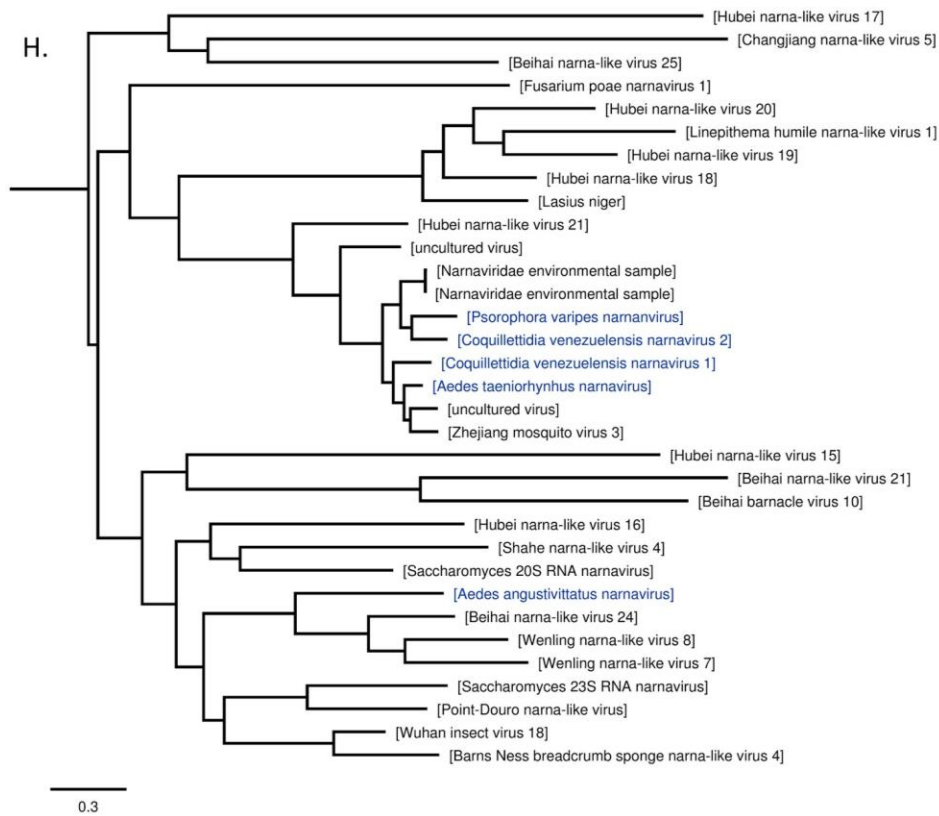 H.
[Hubei narna-like virus 17]
[Changjiang narna-like virus 5]
[Beihai narna-like virus 25]
[Fusarium poae narnavirus 1]
[Hubei narna-like virus 20]
[Linepithema humile narna-like virus 1]
[Hubei narna-like virus 19]
[Hubei narna-like virus 18]
[Lasius niger]
[Hubei narna-like virus 21]
[uncultured virus]
[Narnaviridae environmental sample]
[Narnaviridae environmental sample]
[Psorophora varipes narnanvirus]
[Coquillettidia venezuelensis narnavirus 2]
[Coquillettidia venezuelensis narnavirus 1]
[Aedes taeniorhynhus narnavirus]
[uncultured virus]
[Zhejiang mosquito virus 3]
[Hubei narna-like virus 15]
[Beihai narna-like virus 21]
[Beihai barnacle virus 10]
[Hubei narna-like virus 16]
[Shahe narna-like virus 4]
[Saccharomyces 20S RNA narnavirus]
[Aedes angustivittatus narnavirus]
[Beihai narna-like virus 24]
[Wenling narna-like virus 8]
[Wenling narna-like virus 7]
[Saccharomyces 23S RNA narnavirus]
[Point-Douro narna-like virus]
[Wuhan insect virus 18]
[Barns Ness breadcrumb sponge narna-like virus 4]
0.3